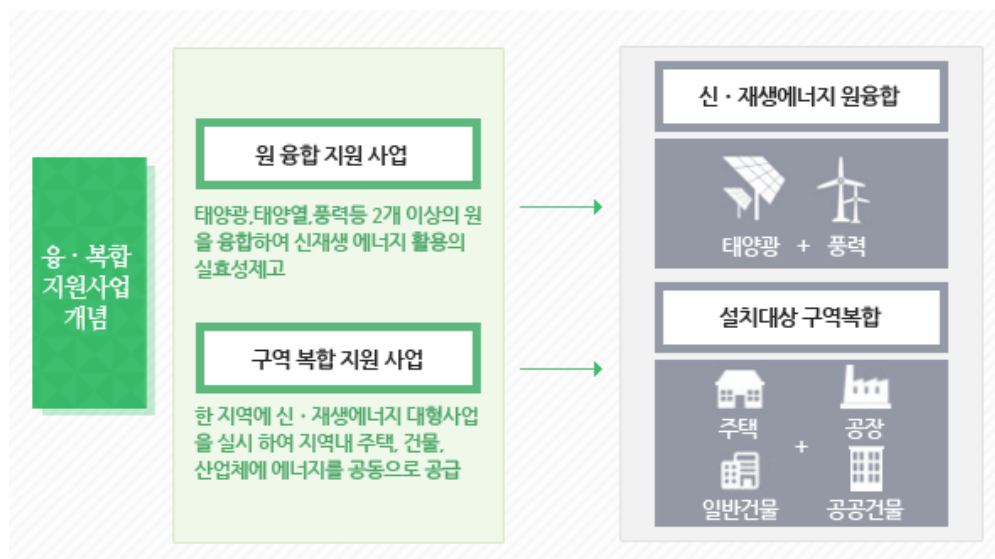 융 · 복합
지원사업
개념
원 융합 지원 사업
태양광,태양열,풍력등 2개 이상의 원
을 융합하여 신재생 에너지 활용의
실효성제고
구역 복합 지원 사업
한 지역에 신 · 재생에너지 대형사업
을 실시 하여 지역내 주택, 건물,
산업체에 에너지를 공동으로 공급
신 · 재생에너지 원융합
태양광 + 풍력
설치대상 구역복합
주택 공장
+
일반건물 공공건물